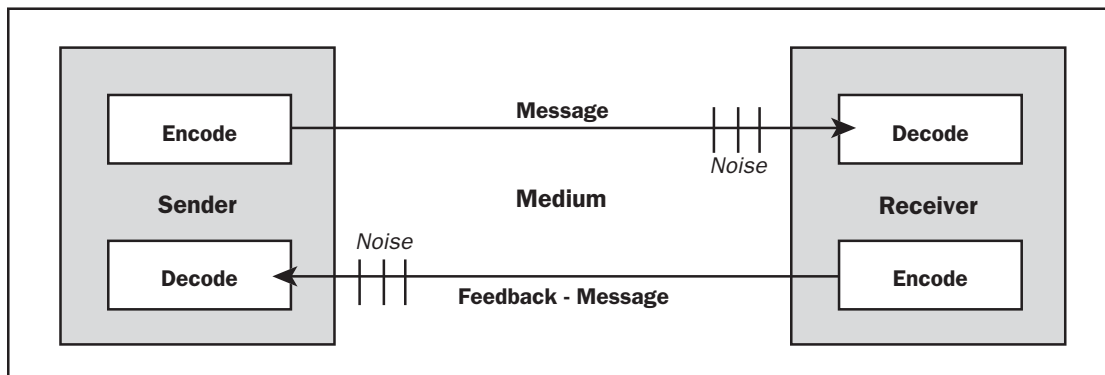 Encode
Message
Noise
Decode
Sender
Medium
Receiver
Decode
Noise
Feedback - Message
Encode